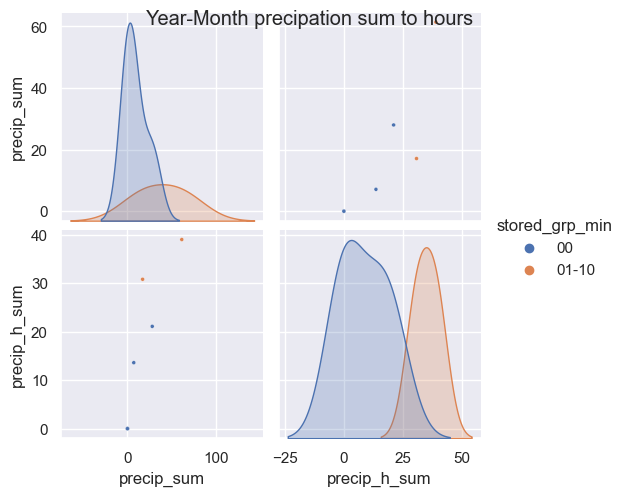 Year-Month precipation sum to hours
60
40
20
0
precip_sum
stored_grp_min
00
01-10
40
30
20
10
0
precip_h_sum
0 100
precip_sum
−25 0 25 50
precip_h_sum